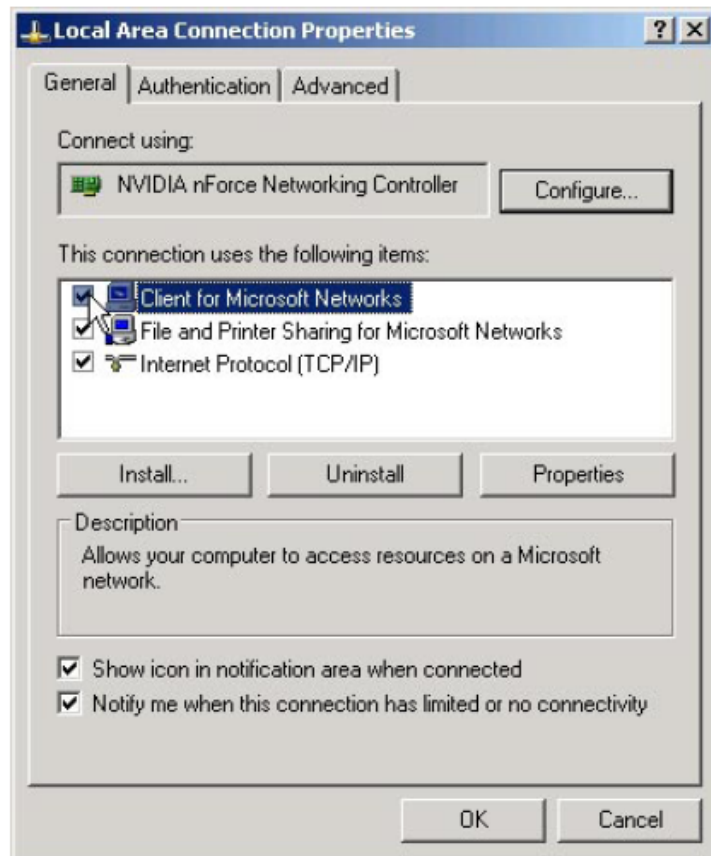 Local Area Connection Properties
General
Authentication
Advanced
Connect using:
NVIDIA nForce Networking Controller
Configure...
This connection uses the following items:
Client for Microsoft Networks
File and Printer Sharing for Microsoft Networks
Internet Protocol (TCP/IP)
Install...
Uninstall
Properties
Description
Allows your computer to access resources on a Microsoft
network.
Show icon in notification area when connected
Notify me when this connection has limited or no connectivity
OK
Cancel